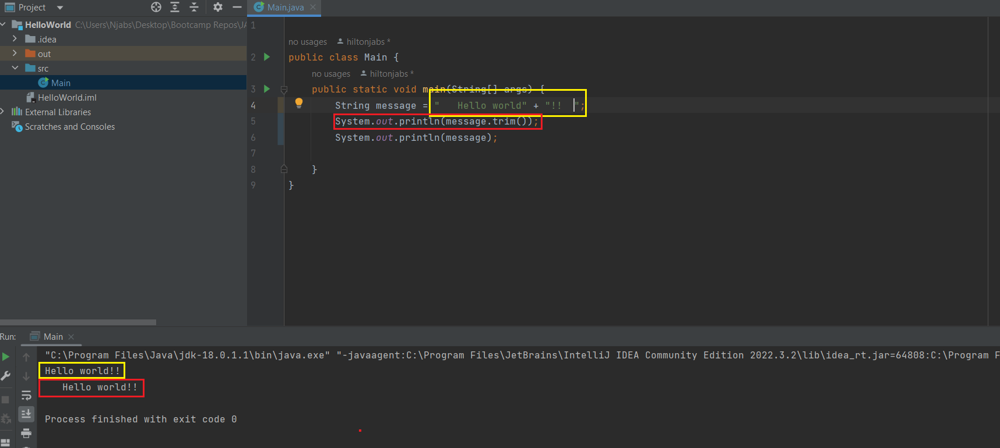 Project
Main.java
HelloWorld C:\Users\Njabs\Desktop\Bootcamp Repos\JA
.idea
out
src
Main
HelloWorld.iml
External Libraries
Scratches and Consoles
1
no usages hiltonjabs *
2 public class Main {
no usages hiltonjabs *
3 public static void main(String[] args) {
4 String message = "   Hello world" + "!!  ";
5 System.out.println(message.trim());
6 System.out.println(message);
7
8 }
9 }
Run: Main
"C:\Program Files\Java\jdk-18.0.1.1\bin\java.exe" "-javaagent:C:\Program Files\JetBrains\IntelliJ IDEA Community Edition 2022.3.2\lib\idea_rt.jar=64808:C:\Program F
Hello world!!
   Hello world!!
Process finished with exit code 0